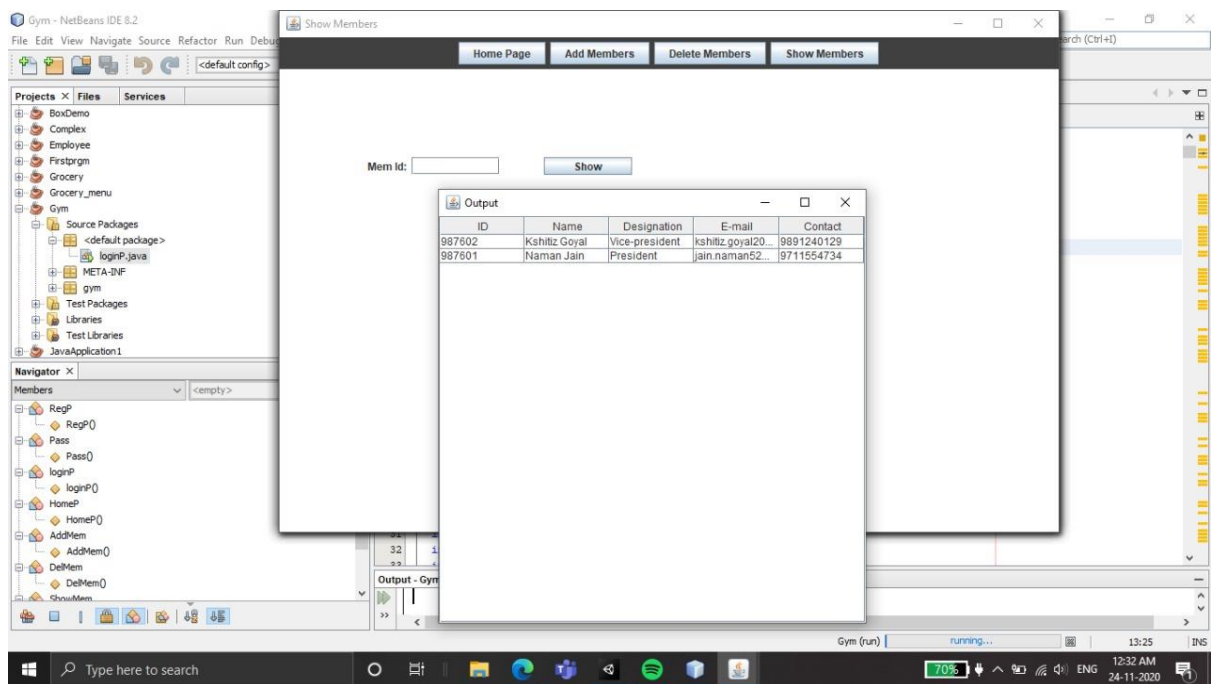 Gym - NetBeans IDE 8.2
File Edit View Navigate Source Refactor Run Debu
arch (Ctrl+I)
<default config>
Projects Files Services
BoxDemo
Complex
Employee
Firstprgm
Grocery
Grocery_menu
Gym
Source Packages
<default package>
loginP.java
META-INF
gym
Test Packages
Libraries
Test Libraries
JavaApplication1
Navigator
Members <empty>
RegP
RegP()
Pass
Pass()
loginP
loginP()
HomeP
HomeP()
AddMem
AddMem()
DelMem
DelMem()
ShowMem
Show Members
Home Page Add Members Delete Members Show Members
Mem Id: Show
Output
ID Name Designation E-mail Contact
987602 Kshitiz Goyal Vice-president kshitiz.goyal20... 9891240129
987601 Naman Jain President jain.naman52... 9711554734
31
32 i
33
Output - Gym
Gym (run) running... 13:25 INS
Type here to search
70% ENG 12:32 AM
24-11-2020